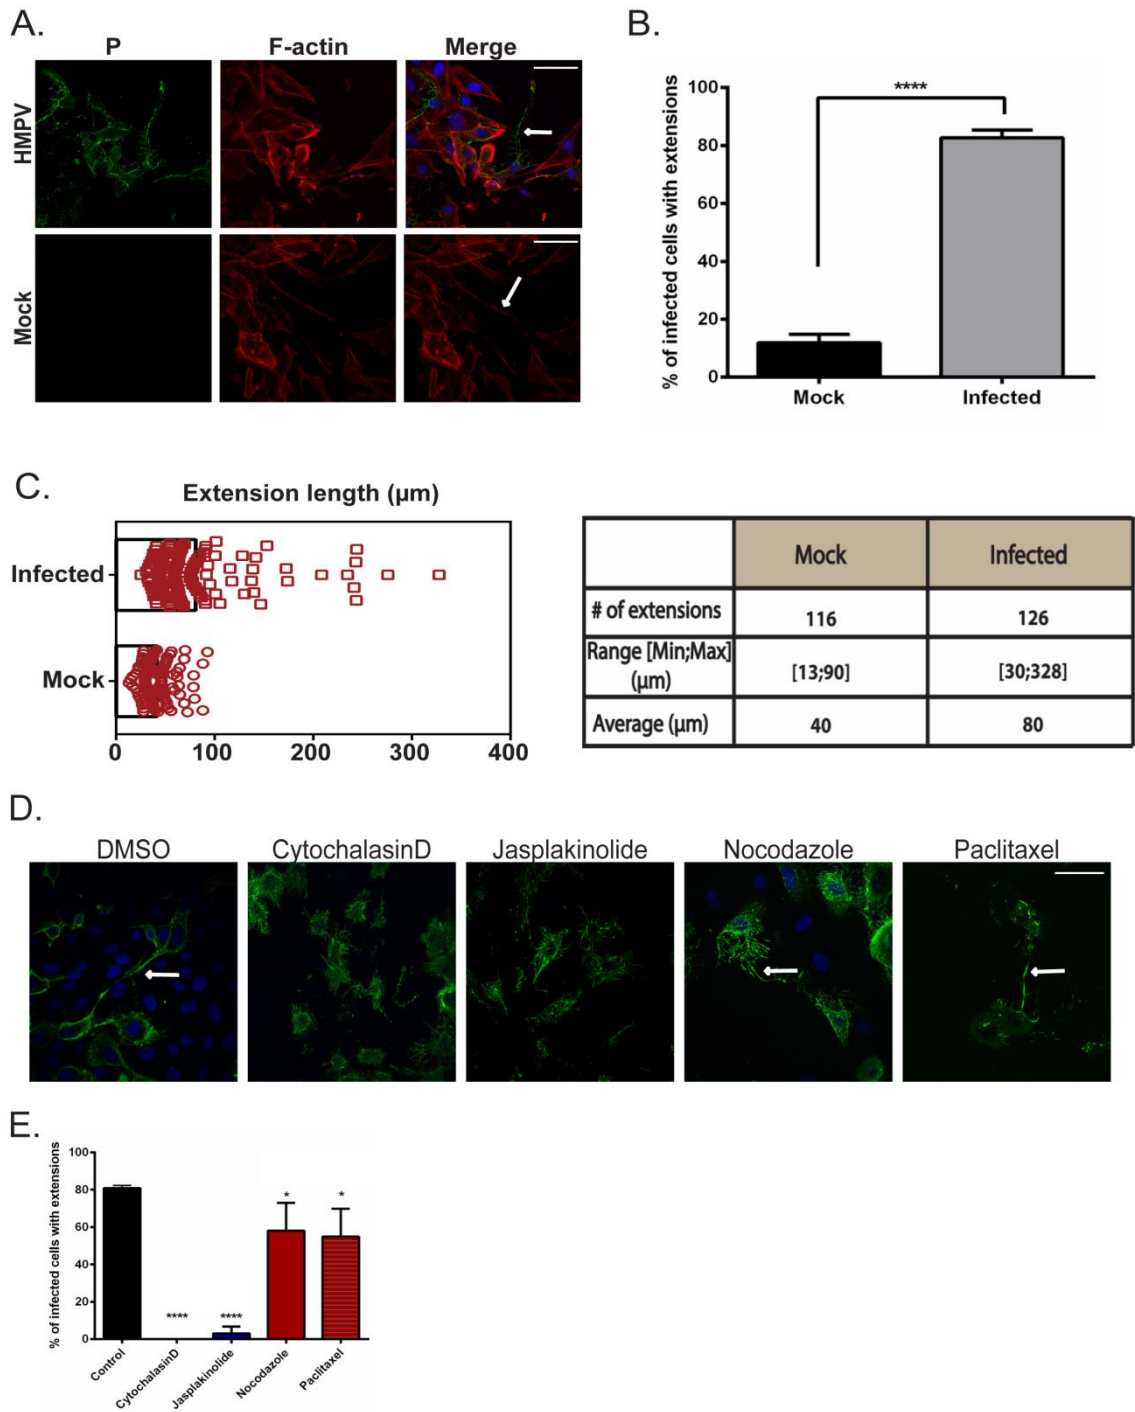 A.
P
F-actin
Merge
HMPV
Mock
B.
% of infected cells with extensions
100
80
60
40
20
0
****
Mock
Infected
C.
Extension length (µm)
Infected
Mock
0
100
200
300
400
Mock
Infected
# of extensions
116
126
Range [Min;Max]
(µm)
[13;90]
[30;328]
Average (µm)
40
80
D.
DMSO
CytochalasinD
Jasplakinolide
Nocodazole
Paclitaxel
E.
% of infected cells with extensions
100
80
60
40
20
0
****
****
*
*
Control
CytochalasinD
Jasplakinolide
Nocodazole
Paclitaxel